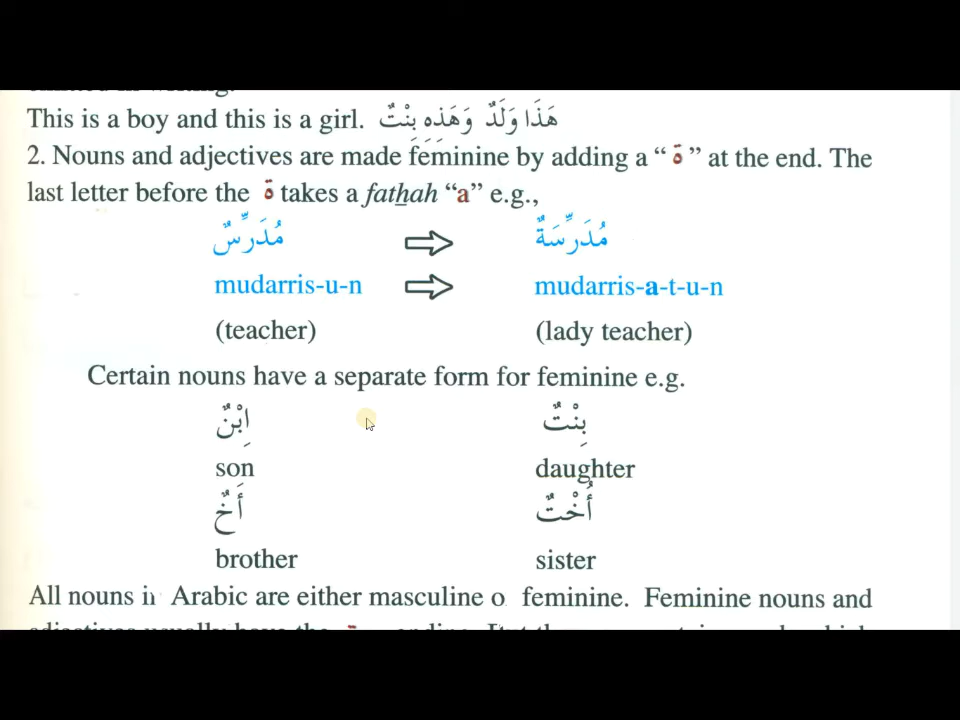 This is a boy and this is a girl. هَذَا وَلَدٌ وَهَذِهِ بِنْتٌ
2. Nouns and adjectives are made feminine by adding a “ ةَ ” at the end. The
last letter before the ةَ takes a fathah “a” e.g.,
مُدَرِّسٌ ⇨ مُدَرِّسَةٌ
mudarris-u-n ⇨ mudarris-a-t-u-n
(teacher) (lady teacher)
Certain nouns have a separate form for feminine e.g.
اِبْنٌ بِنْتٌ
son daughter
أَخٌ أُخْتٌ
brother sister
All nouns in Arabic are either masculine o feminine. Feminine nouns and